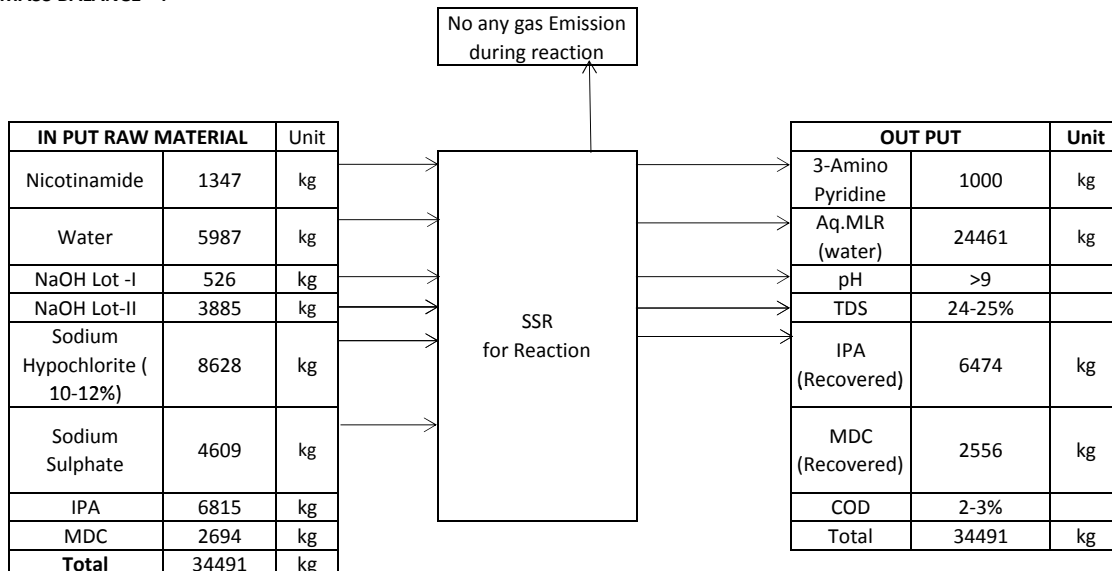 No any gas Emission
during reaction
IN PUT RAW MATERIAL Unit
Nicotinamide 1347 kg
Water 5987 kg
NaOH Lot -I 526 kg
NaOH Lot-II 3885 kg
Sodium
Hypochlorite (
10-12%) 8628 kg
Sodium
Sulphate 4609 kg
IPA 6815 kg
MDC 2694 kg
Total 34491 kg
SSR
for Reaction
OUT PUT Unit
3-Amino
Pyridine 1000 kg
Aq.MLR
(water) 24461 kg
pH >9
TDS 24-25%
IPA
(Recovered) 6474 kg
MDC
(Recovered) 2556 kg
COD 2-3%
Total 34491 kg